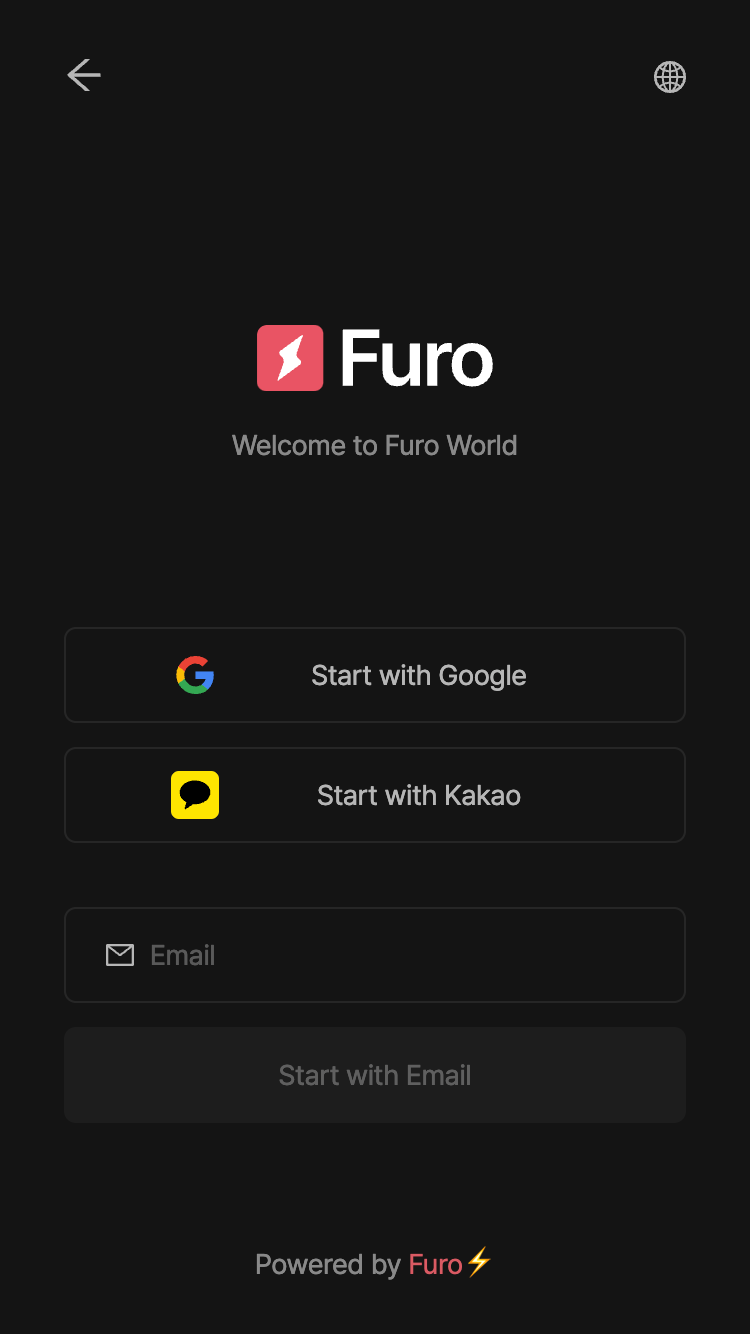 Furo
Welcome to Furo World
Start with Google
Start with Kakao
Email
Start with Email
Powered by Furo⚡